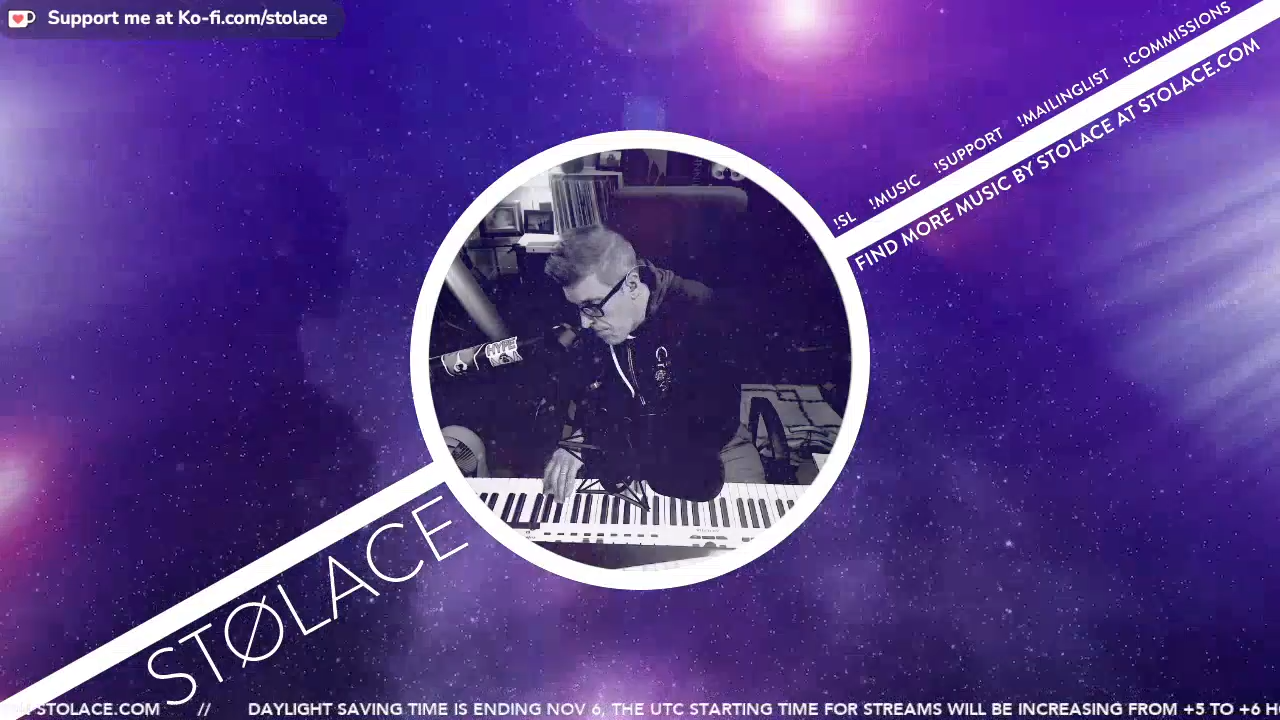 Support me at Ko-fi.com/stolace
!SL !MUSIC !SUPPORT !MAILINGLIST !COMMISSIONS
FIND MORE MUSIC BY STOLACE AT STOLACE.COM
HYPE
STØLACE
STOLACE.COM // DAYLIGHT SAVING TIME IS ENDING NOV 6, THE UTC STARTING TIME FOR STREAMS WILL BE INCREASING FROM +5 TO +6 H